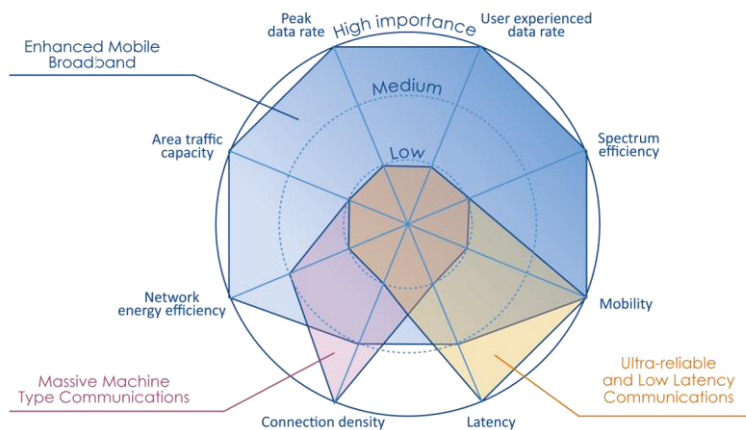 Peak
data rate
High importance
User experienced
data rate
Enhanced Mobile
Broadband
Medium
Area traffic
capacity
Low
Spectrum
efficiency
Network
energy efficiency
Mobility
Massive Machine
Type Communications
Ultra-reliable
and Low Latency
Communications
Connection density
Latency